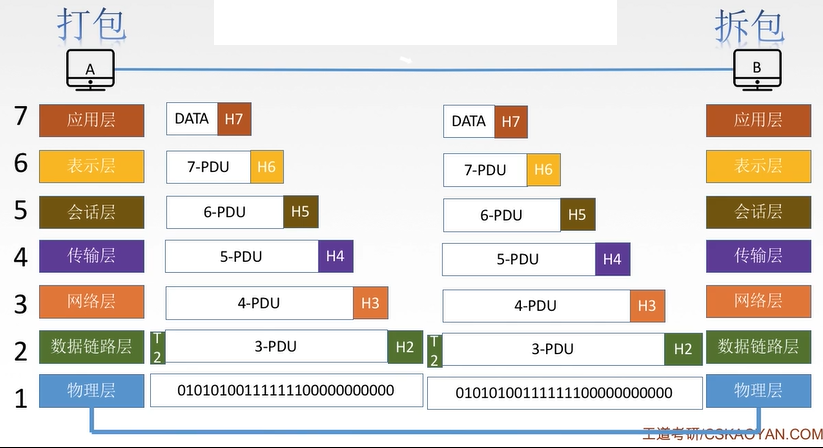 打包 拆包
A B
7 应用层 DATA H7 DATA H7 应用层
6 表示层 7-PDU H6 7-PDU H6 表示层
5 会话层 6-PDU H5 6-PDU H5 会话层
4 传输层 5-PDU H4 5-PDU H4 传输层
3 网络层 4-PDU H3 4-PDU H3 网络层
2 数据链路层 T2 3-PDU H2 T2 3-PDU H2 数据链路层
1 物理层 010101001111111100000000000 010101001111111100000000000 物理层
王道考研/CSKAOYAN.COM